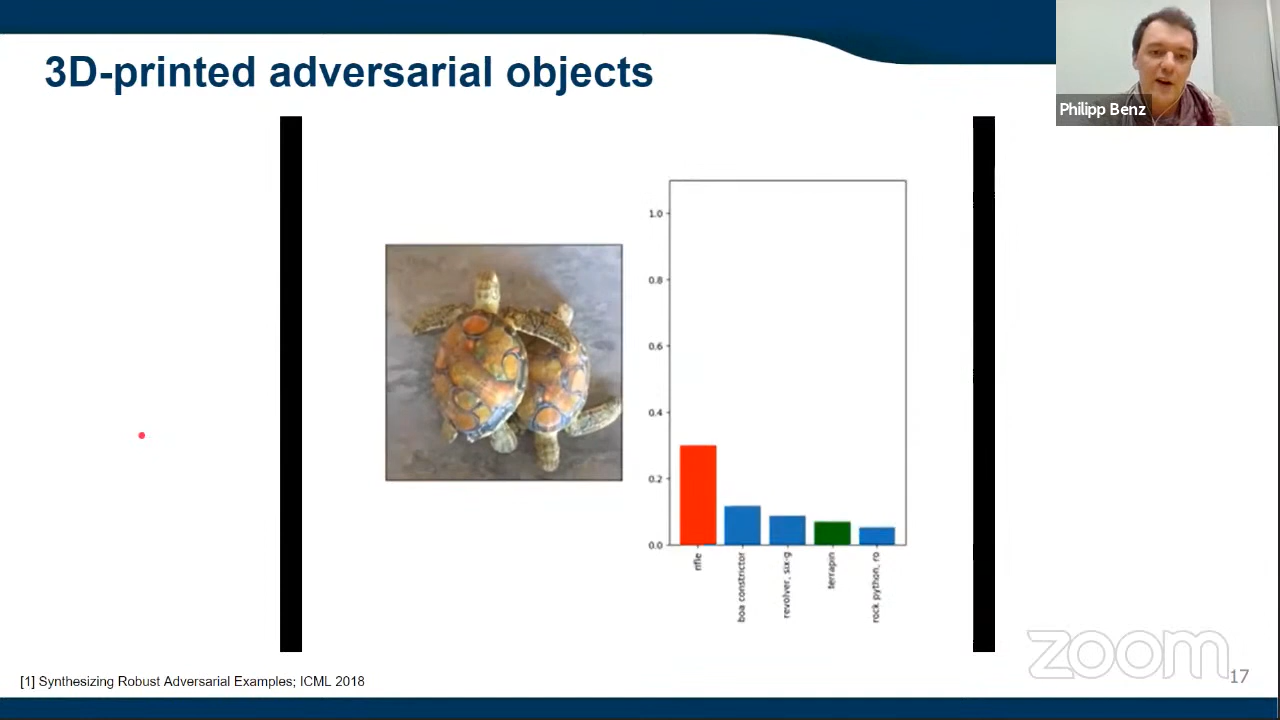 3D-printed adversarial objects
Philipp Benz
1.0
0.8
0.6
0.4
0.2
0.0
rifle
boa constrictor
revolver, six-g
terrapin
rock python, ro
zoom
[1] Synthesizing Robust Adversarial Examples; ICML 2018
17